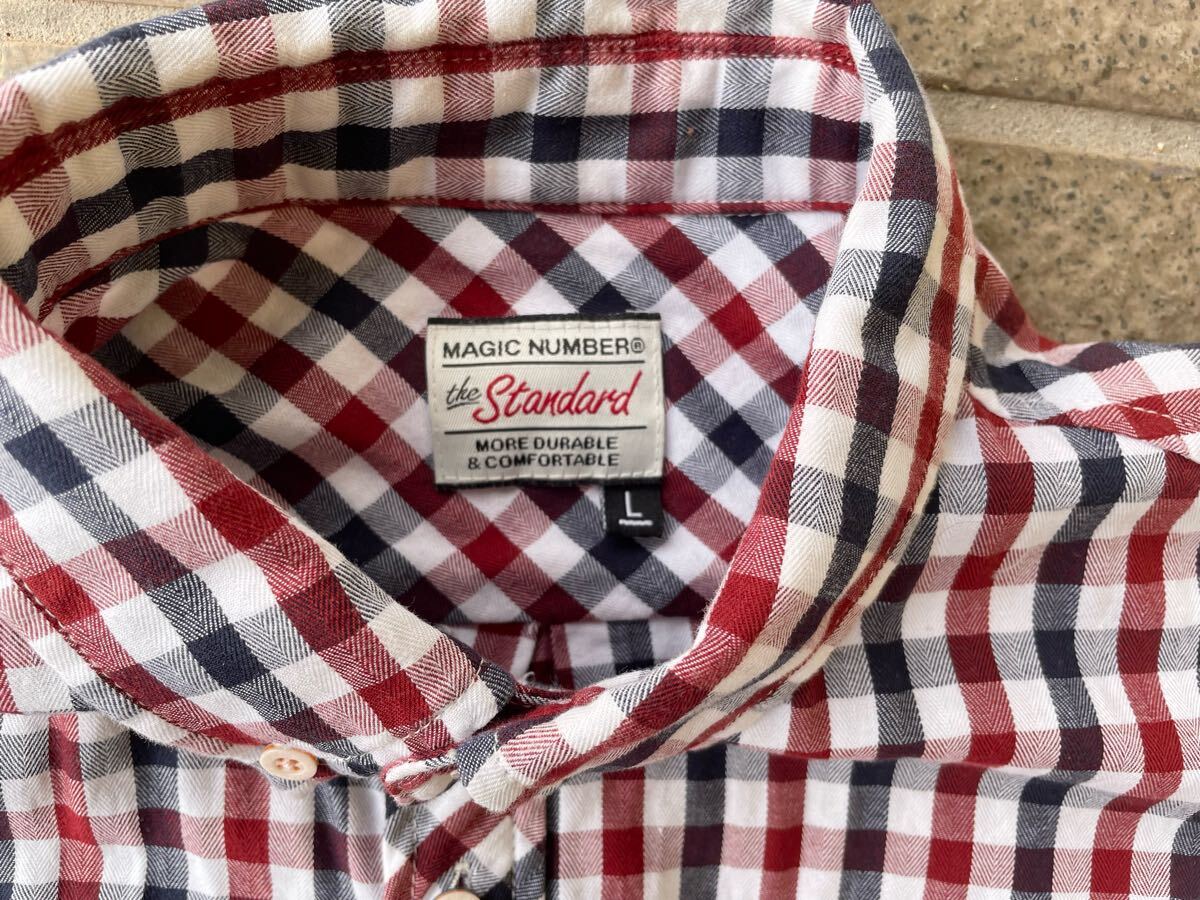 MAGIC NUMBER®
the Standard
MORE DURABLE
& COMFORTABLE
L